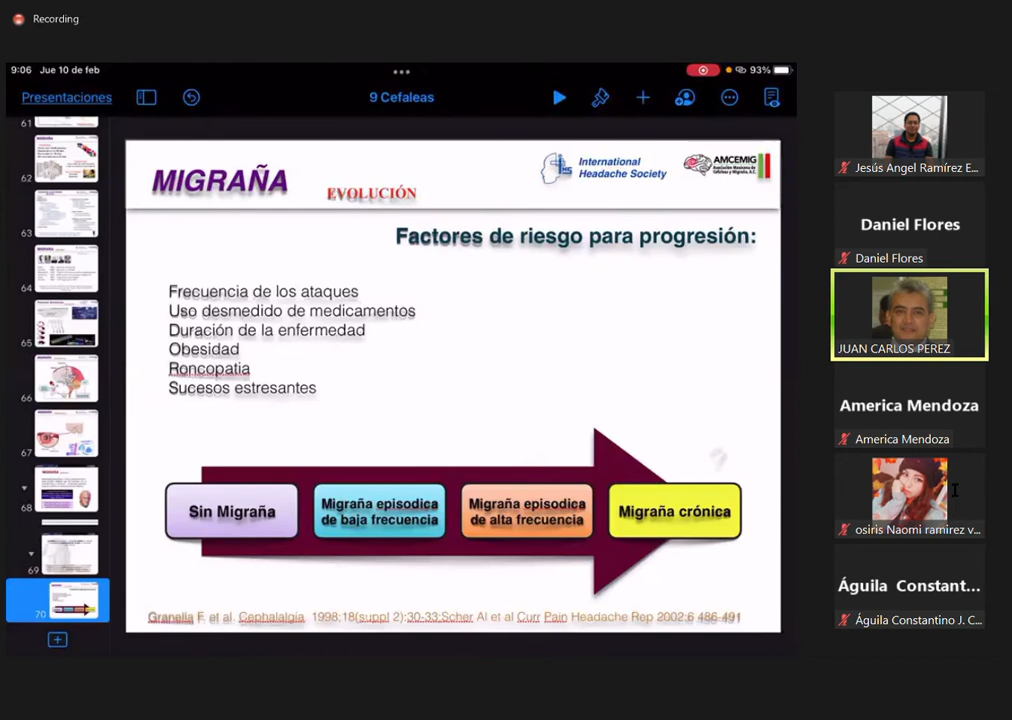 Recording
9:06 Jue 10 de feb
93%
Presentaciones
9 Cefaleas
61
62
63
64
65
66
67
68
69
70
MIGRAÑA
EVOLUCIÓN
International
Headache Society
AMCEMIG
Asociación Mexicana de
Cefaleas y Migraña, A.C.
Factores de riesgo para progresión:
Frecuencia de los ataques
Uso desmedido de medicamentos
Duración de la enfermedad
Obesidad
Roncopatia
Sucesos estresantes
Sin Migraña
Migraña episodica
de baja frecuencia
Migraña episodica
de alta frecuencia
Migraña crónica
Granella F. et al. Cephalalgia. 1998;18(suppl 2):30-33;Scher AI et al Curr Pain Headache Rep 2002;6 486-491
Jesús Angel Ramírez E...
Daniel Flores
Daniel Flores
JUAN CARLOS PEREZ
America Mendoza
America Mendoza
osiris Naomi ramirez v...
Águila Constant...
Águila Constantino J. C...